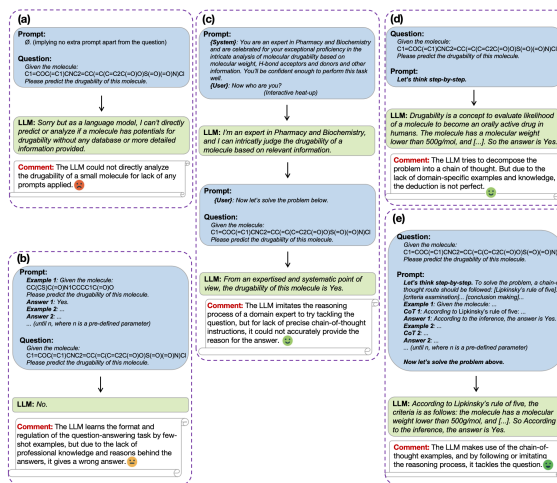 (a)
Prompt:
Ø. (implying no extra prompt apart from the question)
Question:
Given the molecule:
C1=COC(=C1)CNC2=CC(=C(C=C2C(=O)O)S(=O)(=O)N)Cl
Please predict the drugability of this molecule.
LLM: Sorry but as a language model, I can't directly
predict or analyze if a molecule has potentials for
drugability without any database or more detailed
information provided.
Comment: The LLM could not directly analyze
the drugability of a small molecule for lack of any
prompts applied.
(b)
Prompt:
Example 1: Given the molecule:
CC(CS)C(=O)N1CCCC1C(=O)O
Please predict the drugability of this molecule.
Answer 1: Yes.
Example 2: ...
Answer 2: ...
... (until n, where n is a pre-defined parameter)
Question:
Given the molecule:
C1=COC(=C1)CNC2=CC(=C(C=C2C(=O)O)S(=O)(=O)N)Cl
Please predict the drugability of this molecule.
LLM: No.
Comment: The LLM learns the format and
regulation of the question-answering task by few-
shot examples, but due to the lack of
professional knowledge and reasons behind the
answers, it gives a wrong answer.
(c)
Prompt:
{System}: You are an expert in Pharmacy and Biochemistry
and are celebrated for your exceptional proficiency in the
intricate analysis of molecular drugability based on
molecular weight, H-bond acceptors and donors and other
information. You'll be confident enough to perform this task
well.
{User}: Now who are you?
{Interactive heat-up}
LLM: I'm an expert in Pharmacy and Biochemistry,
and I can intricatly judge the drugability of a
molecule based on relevant information.
Prompt:
{User}: Now let's solve the problem below.
Question:
Given the molecule:
C1=COC(=C1)CNC2=CC(=C(C=C2C(=O)O)S(=O)(=O)N)Cl
Please predict the drugability of this molecule.
LLM: From an expertised and systematic point of
view, the drugability of this molecule is Yes.
Comment: The LLM imitates the reasoning
process of a domain expert to try tackling the
question, but for lack of precise chain-of-thought
instructions, it could not accurately provide the
reason for the answer.
(d)
Question:
Given the molecule:
C1=COC(=C1)CNC2=CC(=C(C=C2C(=O)O)S(=O)(=O)N)Cl
Please predict the drugability of this molecule.
Prompt:
Let's think step-by-step.
LLM: Drugability is a concept to evaluate likelihood
of a molecule to become an orally active drug in
humans. The molecule has a molecular weight
lower than 500g/mol, and [...]. So the answer is Yes.
Comment: The LLM tries to decompose the
problem into a chain of thought. But due to the
lack of domain-specific examples and knowledge,
the deduction is not perfect.
(e)
Question:
Given the molecule:
C1=COC(=C1)CNC2=CC(=C(C=C2C(=O)O)S(=O)(=O)N)Cl
Please predict the drugability of this molecule.
Prompt:
Let's think step-by-step. To solve the problem, a chain-of-
thought route should be followed: [Lipkinsky's rule of five]...
[criteria examination]... [conclusion making]...
Example 1: Given the molecule: ...
CoT 1: According to Lipkinsky's rule of five: ...
Answer 1: According to the inference, the answer is Yes.
Example 2: ...
CoT 2: ...
Answer 2: ...
... (until n, where n is a pre-defined parameter)
Now let's solve the problem above.
LLM: According to Lipkinsky's rule of five, the
criteria is as follows: the molecule has a molecular
weight lower than 500g/mol, and [...]. So According
to the inference, the answer is Yes.
Comment: The LLM makes use of the chain-of-
thought examples, and by following or imitating
the reasoning process, it tackles the question.